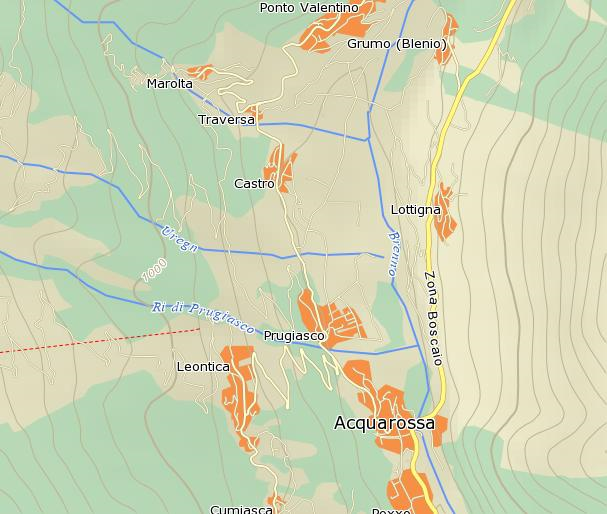 Ponto Valentino
Grumo (Blenio)
Marolta
Traversa
Castro
Lottigna
Uregn
Brenno
1000
Zona Boscaio
Ri di Prugiasco
Prugiasco
Leontica
Acquarossa
Cumiasca